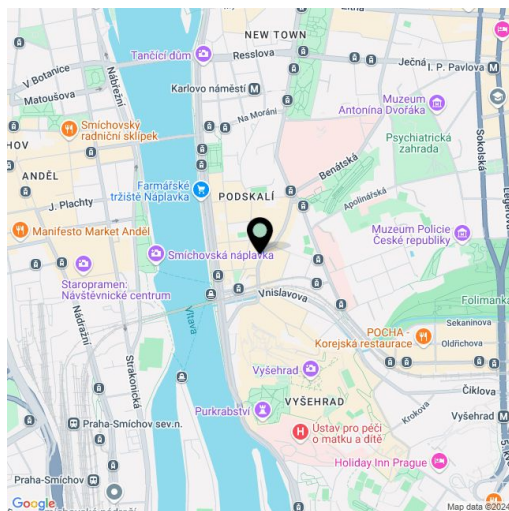 NEW TOWN
Žitná
Tančící dům
Resslova
Ječná
I. P. Pavlova
V Botanice
Nábřežní
Karlovo náměstí
Matoušova
Na Moráni
Muzeum
Antonína Dvořáka
Smíchovský
radniční sklípek
Sokolská
Legerova
HOV
Psychiatrická
zahrada
ANDĚL
Benátská
Farmářské
tržiště Náplavka
PODSKALÍ
Apolinářská
J. Plachty
Manifesto Market Anděl
Muzeum Policie
České republiky
Smíchovská náplavka
Staropramen:
Návštěvnické centrum
Vnislavova
Folimanka
Vltava
Nádražní
Sekaninova
POCHA -
Korejská restaurace
Oldřichova
Strakonická
Vyšehrad
Čiklova
VYŠEHRAD
Krokova
Purkrabství
Vyšehrad
Praha-Smíchov sev.n.
Ústav pro péči
o matku a dítě
5. kvě
Holiday Inn Prague
Praha-Smíchov
Google
Map data ©2024